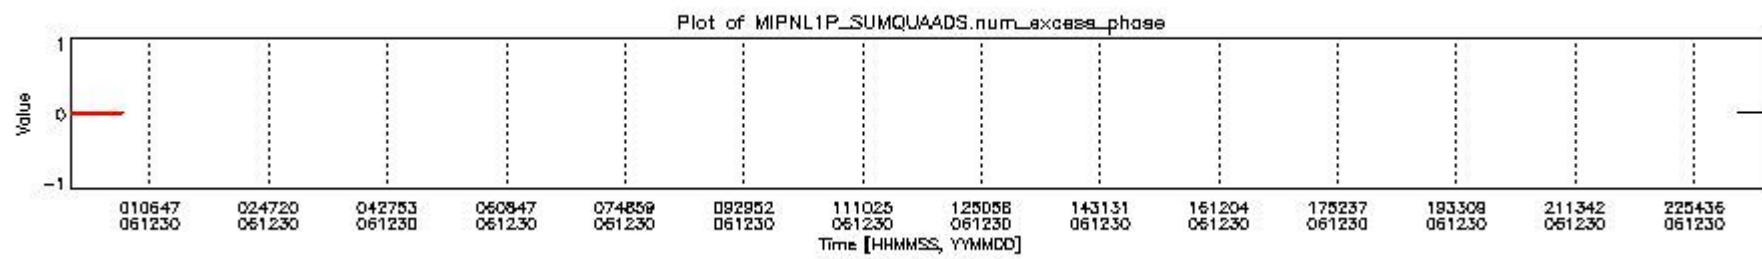 Plot of MIPNL1P_SUMQUAADS.num_excess_phase
1
Value
0
-1
010647 024720 042753 060847 074859 092952 111025 125058 143131 161204 175237 193309 211342 225436
061230 061230 061230 061230 061230 061230 061230 061230 061230 061230 061230 061230 061230 061230
Time [HHMMSS, YYMMDD]